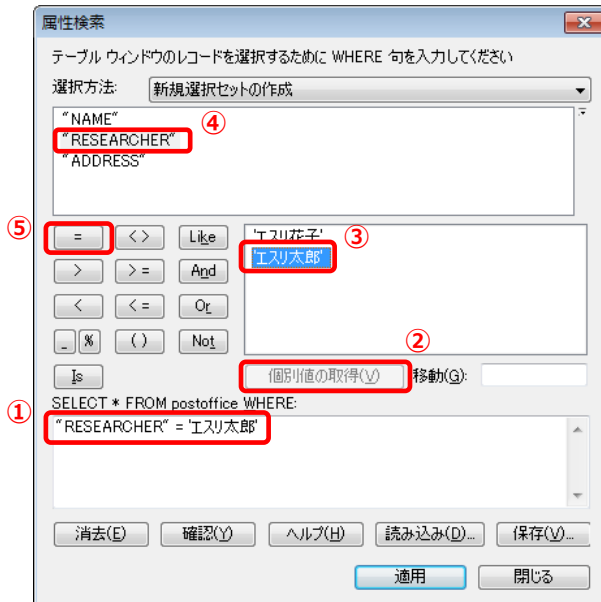 属性検索
テーブル ウィンドウのレコードを選択するために WHERE 句を入力してください
選択方法: 新規選択セットの作成
"NAME"
④
"RESEARCHER"
"ADDRESS"
⑤
= <> Like
'エスリ花子'
③
> >= And
'エスリ太郎'
< <= Or
_ % () Not
②
Is
個別値の取得(V) 移動(G):
①
SELECT * FROM postoffice WHERE:
"RESEARCHER" = 'エスリ太郎'
消去(E) 確認(Y) ヘルプ(H) 読み込み(D)... 保存(V)...
適用 閉じる